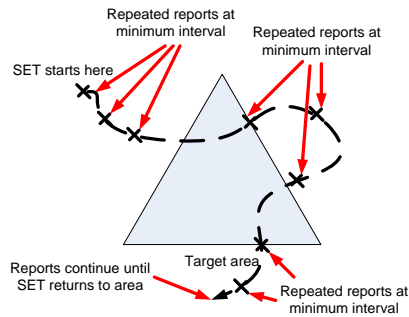 Repeated reports at
minimum interval
Repeated reports at
minimum interval
SET starts here
Target area
Reports continue until
SET returns to area
Repeated reports at
minimum interval